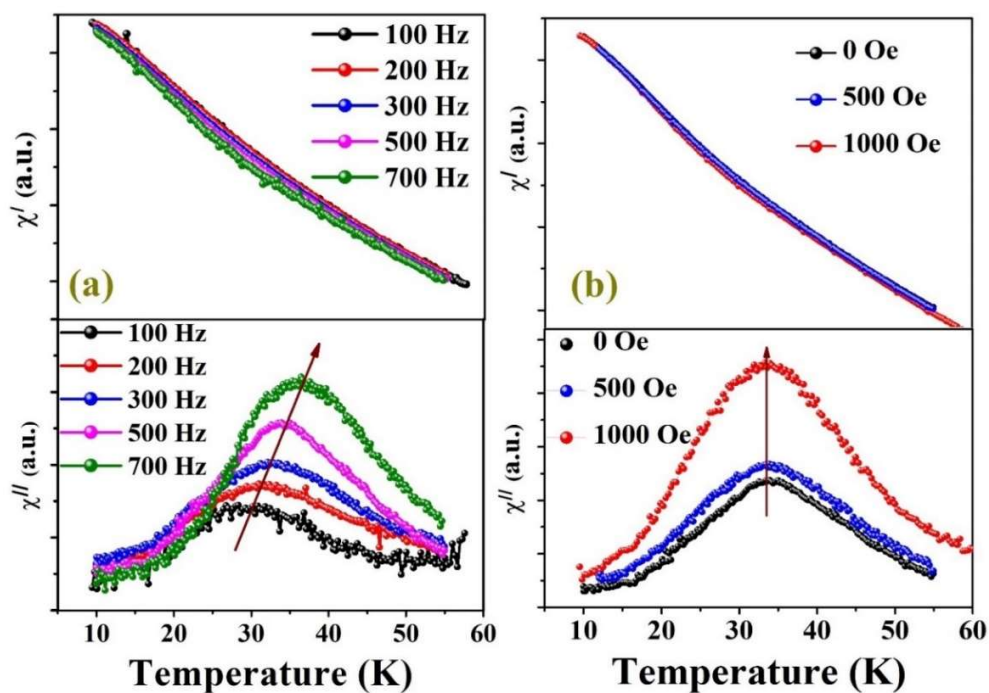 χ/ (a.u.)
100 Hz
200 Hz
300 Hz
500 Hz
700 Hz
(a)
χ/ (a.u.)
0 Oe
500 Oe
1000 Oe
(b)
χ// (a.u.)
100 Hz
200 Hz
300 Hz
500 Hz
700 Hz
10 20 30 40 50 60
Temperature (K)
χ// (a.u.)
0 Oe
500 Oe
1000 Oe
10 20 30 40 50 60
Temperature (K)